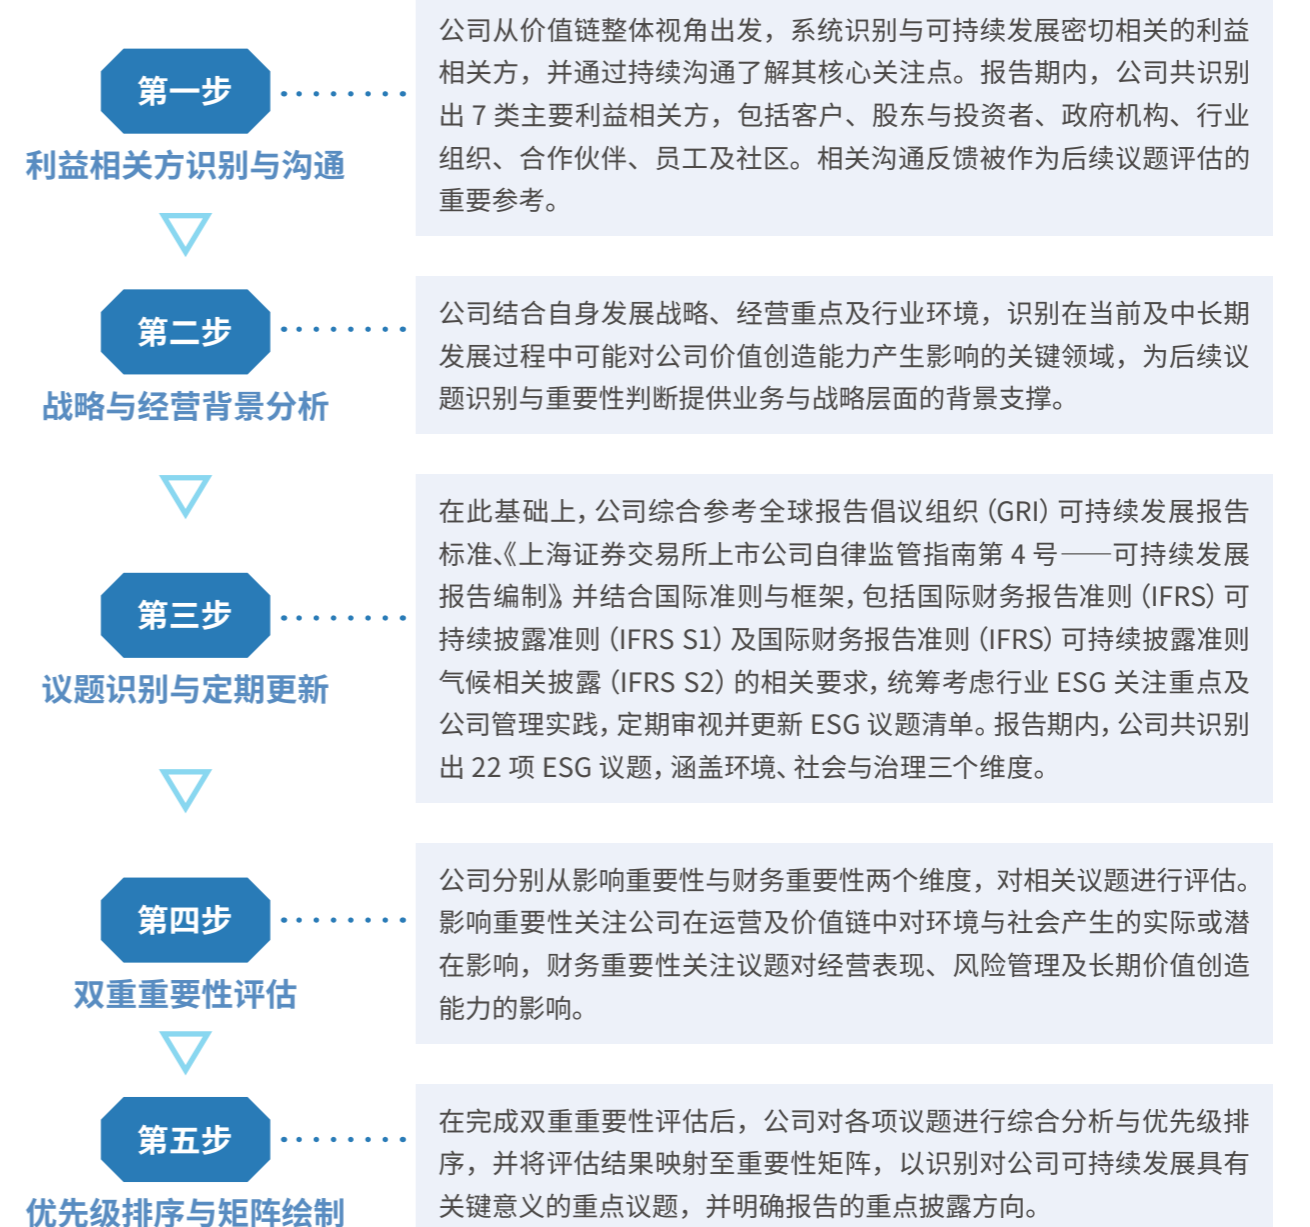 公司从价值链整体视角出发，系统识别与可持续发展密切相关的利益
相关方，并通过持续沟通了解其核心关注点。报告期内，公司共识别
出 7 类主要利益相关方，包括客户、股东与投资者、政府机构、行业
组织、合作伙伴、员工及社区。相关沟通反馈被作为后续议题评估的
重要参考。
第一步
利益相关方识别与沟通
公司结合自身发展战略、经营重点及行业环境，识别在当前及中长期
发展过程中可能对公司价值创造能力产生影响的关键领域，为后续议
题识别与重要性判断提供业务与战略层面的背景支撑。
第二步
战略与经营背景分析
在此基础上，公司综合参考全球报告倡议组织（GRI）可持续发展报告
标准、《上海证券交易所上市公司自律监管指南第 4 号——可持续发展
报告编制》，并结合国际准则与框架，包括国际财务报告准则（IFRS）可
持续披露准则（IFRS S1）及国际财务报告准则（IFRS）可持续披露准则
气候相关披露（IFRS S2）的相关要求，统筹考虑行业 ESG 关注重点及
公司管理实践，定期审视并更新 ESG 议题清单。报告期内，公司共识别
出 22 项 ESG 议题，涵盖环境、社会与治理三个维度。
第三步
议题识别与定期更新
公司分别从影响重要性与财务重要性两个维度，对相关议题进行评估。
影响重要性关注公司在运营及价值链中对环境与社会产生的实际或潜
在影响，财务重要性关注议题对经营表现、风险管理及长期价值创造
能力的影响。
第四步
双重重要性评估
在完成双重重要性评估后，公司对各项议题进行综合分析与优先级排
序，并将评估结果映射至重要性矩阵，以识别对公司可持续发展具有
关键意义的重点议题，并明确报告的重点披露方向。
第五步
优先级排序与矩阵绘制